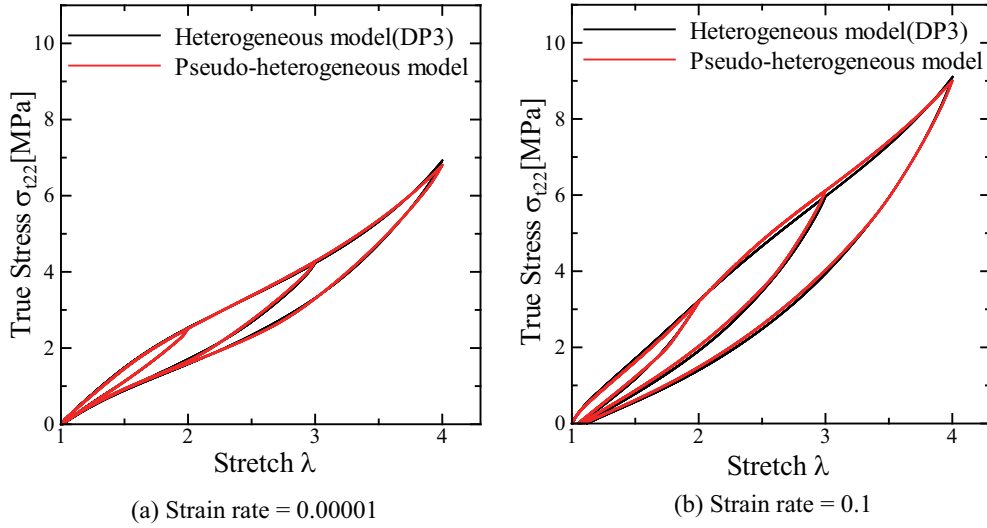 Heterogeneous model(DP3)
Pseudo-heterogeneous model
True Stress σt22[MPa]
10
8
6
4
2
0
1
2
3
4
Stretch λ
(a) Strain rate = 0.00001
Heterogeneous model(DP3)
Pseudo-heterogeneous model
True Stress σt22[MPa]
10
8
6
4
2
0
1
2
3
4
Stretch λ
(b) Strain rate = 0.1